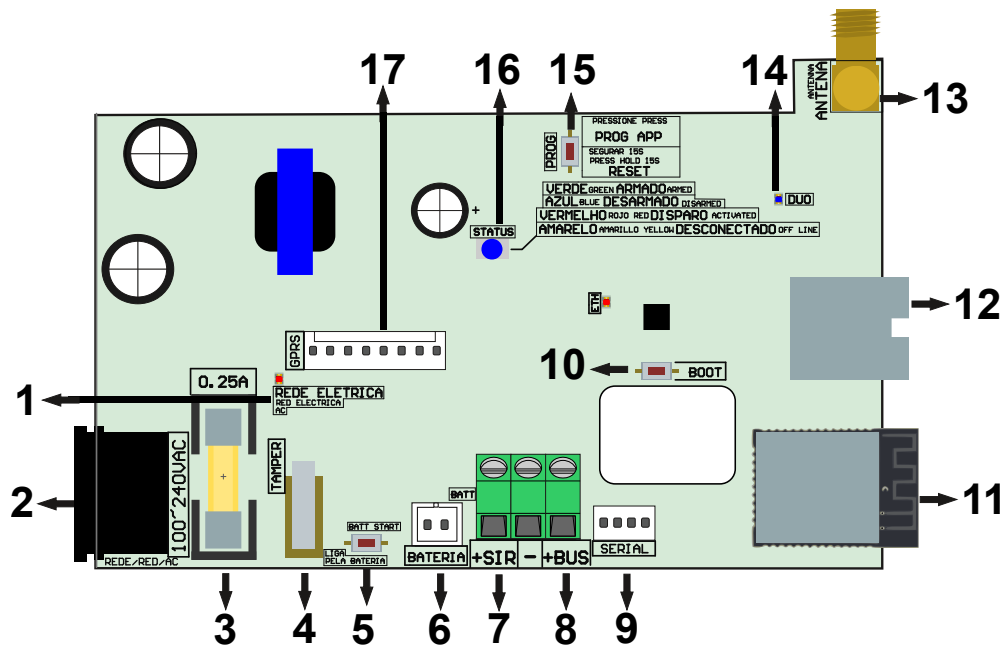 17
16
15
14
13
ANTENNA
ANTENA
PROG
PRESSIONE PRESS
PROG APP
SEGURAR 15S
PRESS HOLD 15S
RESET
VERDE GREEN ARMADO ARMED
AZUL BLUE DESARMADO DISARMED
VERMELHO ROJO RED DISPARO ACTIVATED
AMARELO AMARILLO YELLOW DESCONECTADO OFF LINE
DUO
STATUS
+
ETH
12
GPRS
10
BOOT
0.25A
REDE ELETRICA
RED ELECTRICA
AC
1
TAMPER
100~240VAC
2
BATT
11
BATT START
LIGA
PELA BATERIA
BATERIA
+SIR
-
+BUS
SERIAL
REDE/RED/AC
3
4
5
6
7
8
9